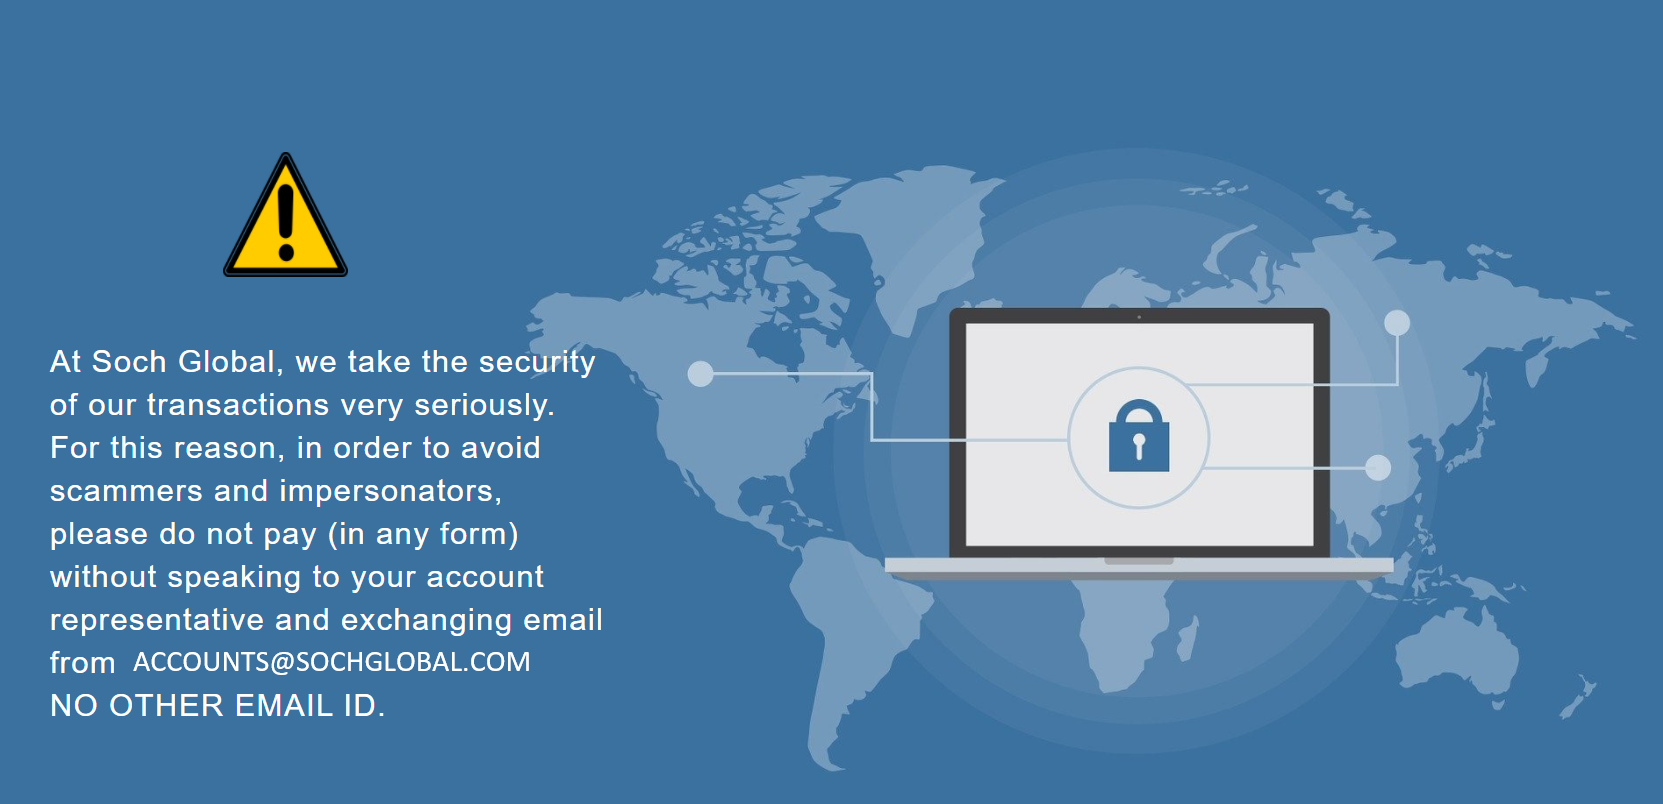 At Soch Global, we take the security
of our transactions very seriously.
For this reason, in order to avoid
scammers and impersonators,
please do not pay (in any form)
without speaking to your account
representative and exchanging email
from ACCOUNTS@SOCHGLOBAL.COM
NO OTHER EMAIL ID.